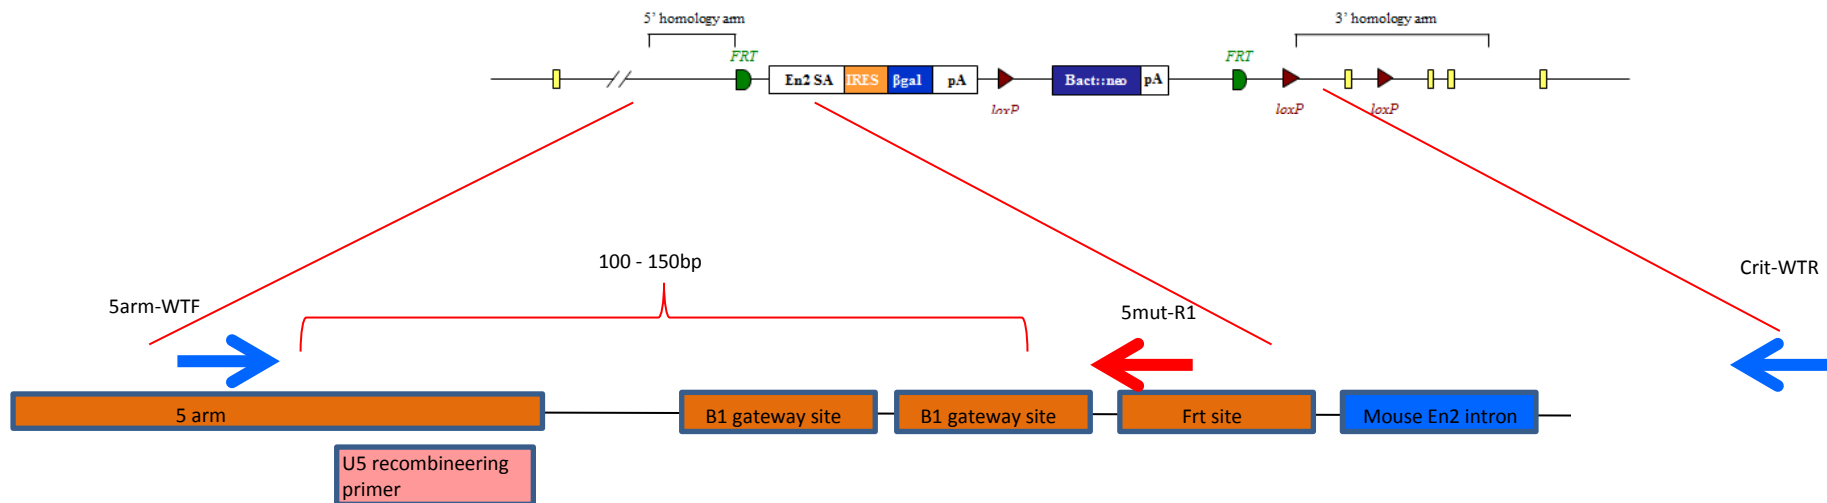 5’ homology arm
3’ homology arm
FRT
FRT
En2 SA
IRES
βgal
pA
Bact::neo
pA
loxP
loxP
loxP
100 - 150bp
Crit-WTR
5arm-WTF
5mut-R1
5 arm
B1 gateway site
B1 gateway site
Frt site
Mouse En2 intron
U5 recombineering
primer